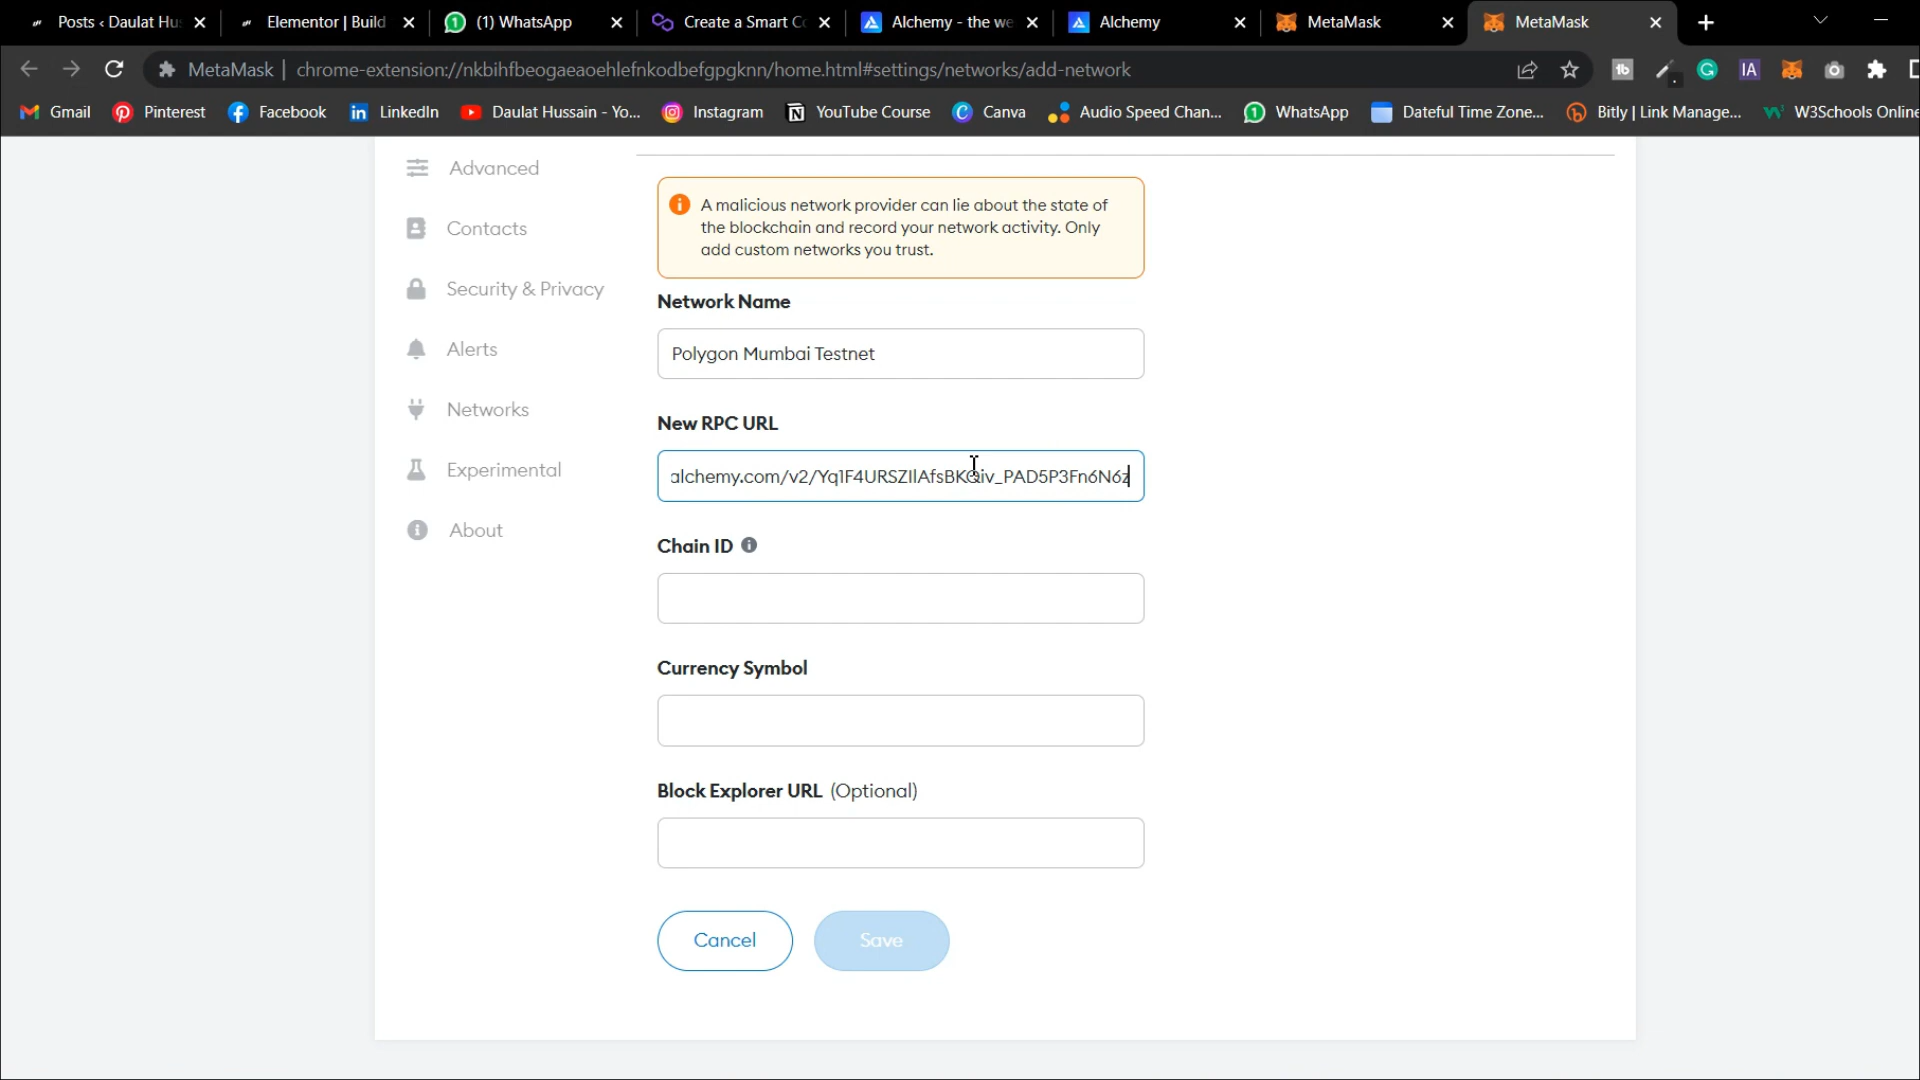 Posts ‹ Daulat Hu
Elementor | Build
(1) WhatsApp
Create a Smart Co
Alchemy - the we
Alchemy
MetaMask
MetaMask
MetaMask | chrome-extension://nkbihfbeogaeaoehlefnkodbefgpgknn/home.html#settings/networks/add-network
Gmail
Pinterest
Facebook
LinkedIn
Daulat Hussain - Yo...
Instagram
YouTube Course
Canva
Audio Speed Chan...
WhatsApp
Dateful Time Zone...
Bitly | Link Manage...
W3Schools Online
Advanced
Contacts
Security & Privacy
Alerts
Networks
Experimental
About
A malicious network provider can lie about the state of
the blockchain and record your network activity. Only
add custom networks you trust.
Network Name
Polygon Mumbai Testnet
New RPC URL
alchemy.com/v2/Yq1F4URSZIlAfsBKQiv_PAD5P3Fn6N6z
Chain ID
Currency Symbol
Block Explorer URL (Optional)
Cancel
Save